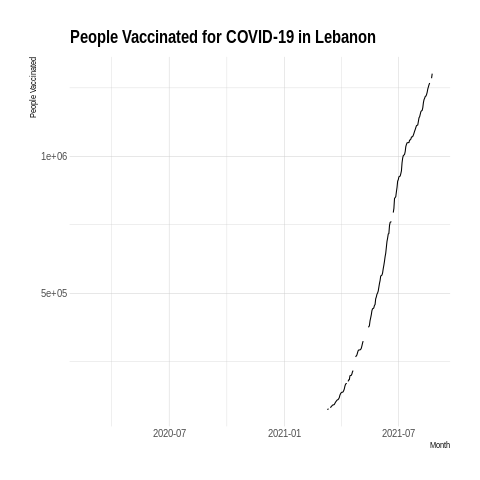 People Vaccinated for COVID-19 in Lebanon
People Vaccinated
1e+06
5e+05
2020-07
2021-01
2021-07
Month